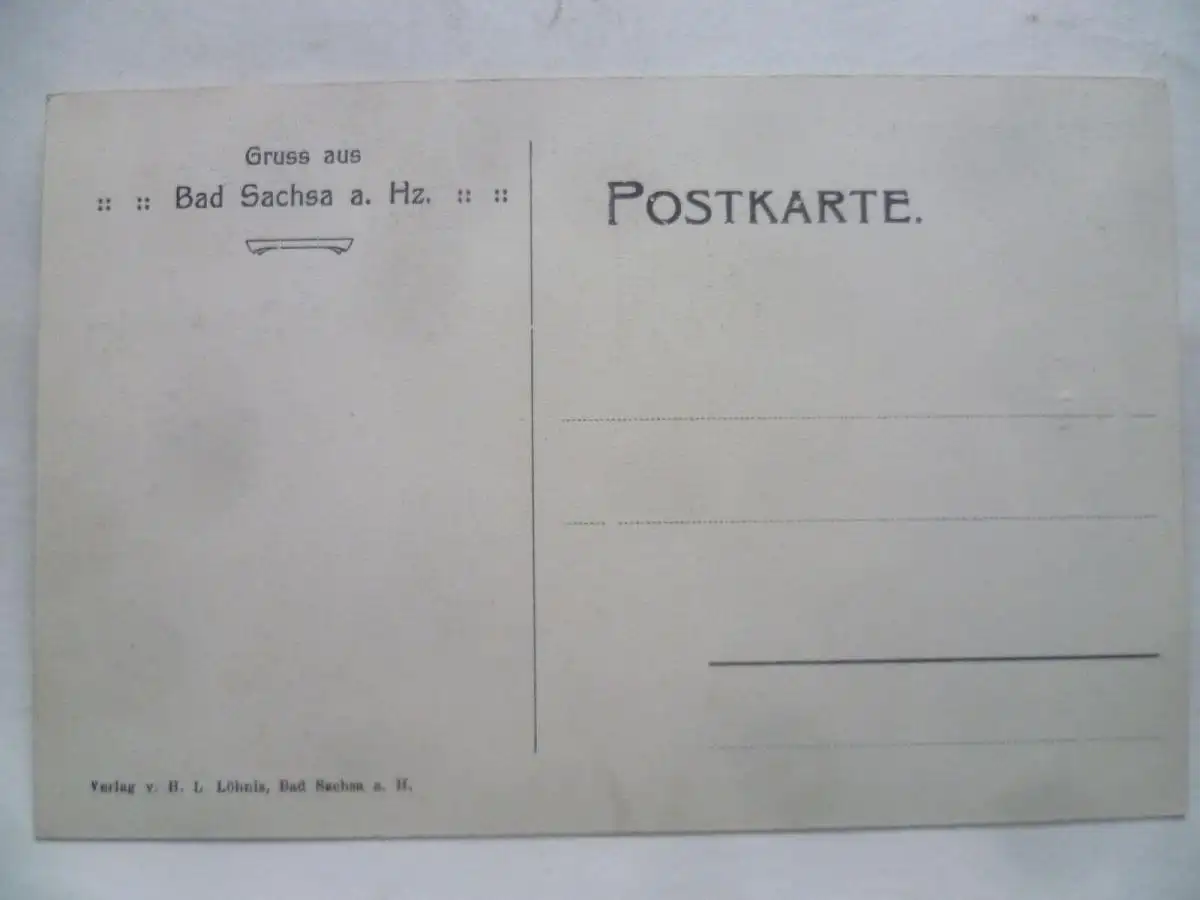 Gruss aus
:: :: Bad Sachsa a. Hz. :: ::
POSTKARTE.
Verlag v. H. L. Löhnis, Bad Sachsa a. H.